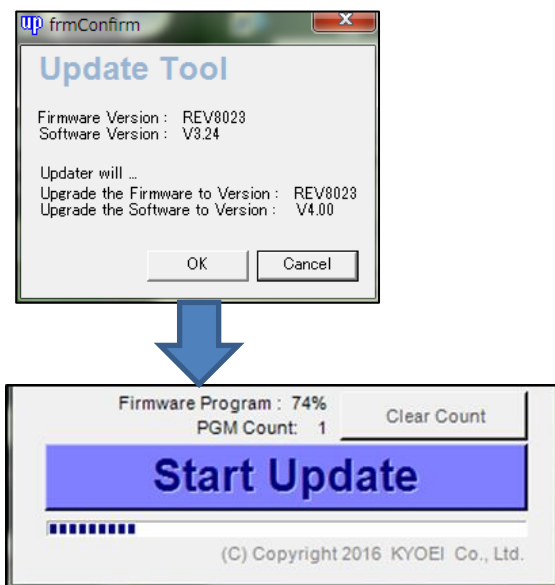 up frmConfirm
Update Tool
Firmware Version : REV8023
Software Version : V3.24
Updater will ...
Upgrade the Firmware to Version : REV8023
Upgrade the Software to Version : V4.00
OK Cancel
Firmware Program : 74% Clear Count
PGM Count: 1
Start Update
(C) Copyright 2016 KYOEI Co., Ltd.